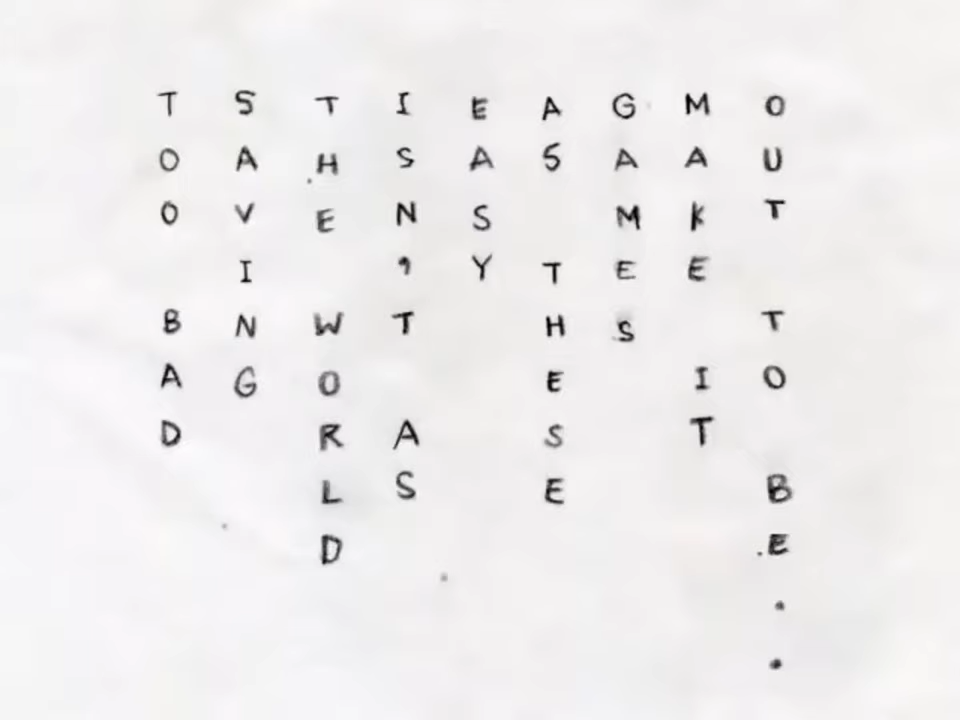 TOO BAD
SAVING
THE WORLD
ISN'T AS
EASY
AS THESE
GAMES
MAKE IT
OUT TO BE..